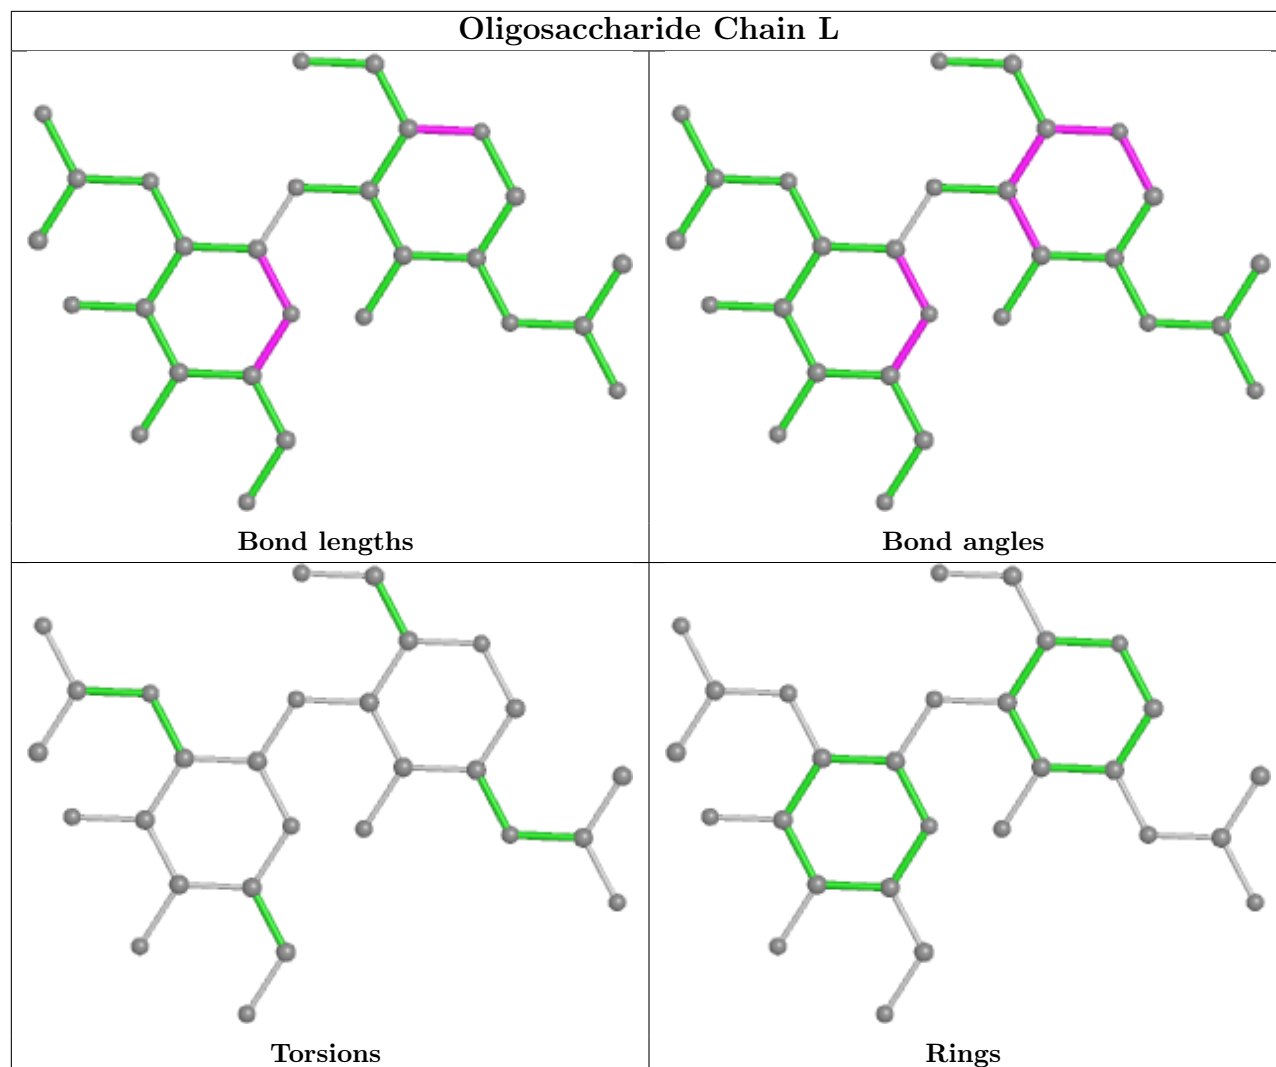 Oligosaccharide Chain L
Bond lengths
Bond angles
Torsions
Rings